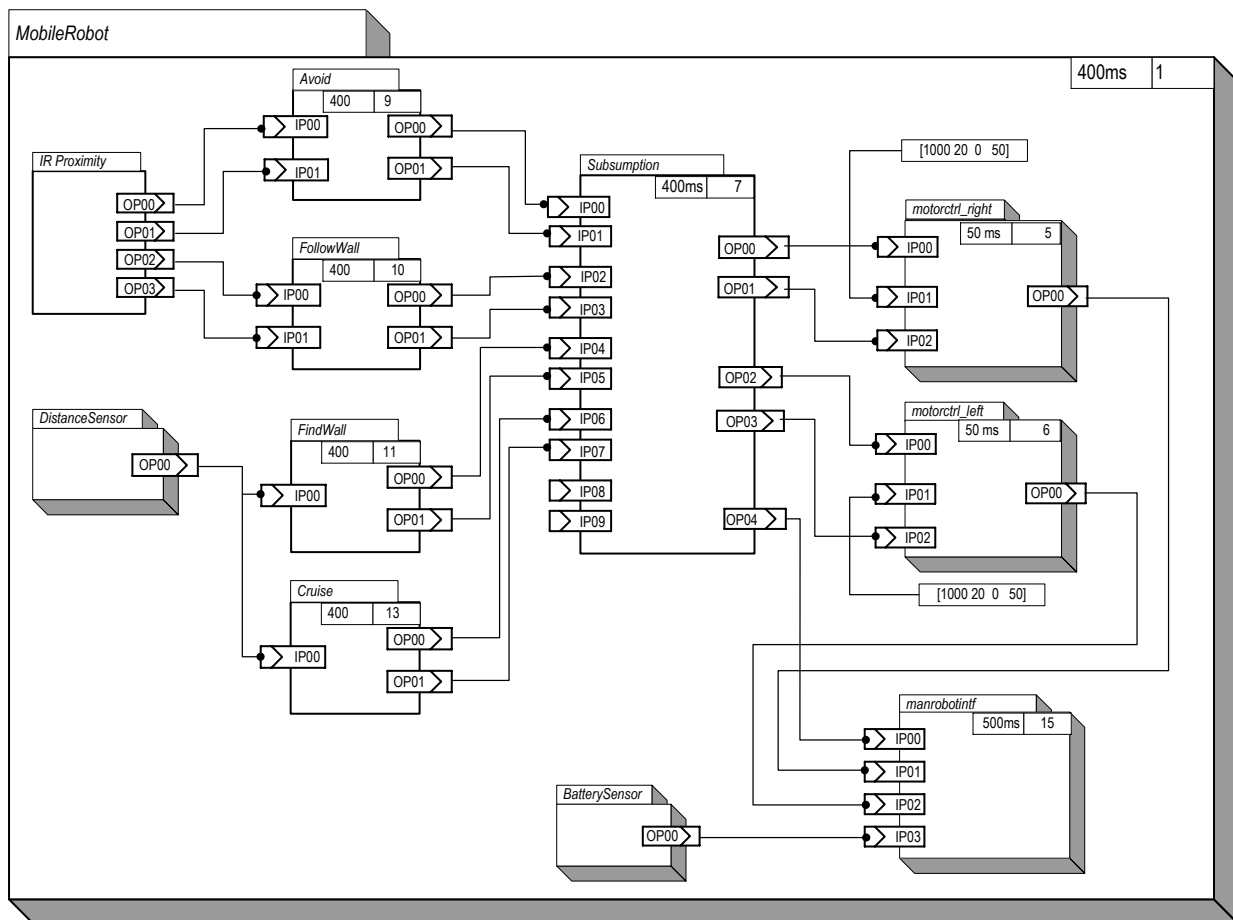 MobileRobot
400ms 1
Avoid
400 9
IP00 OP00
IP01 OP01
IR Proximity
OP00
OP01
OP02
OP03
FollowWall
400 10
IP00 OP00
IP01 OP01
DistanceSensor
OP00
FindWall
400 11
IP00 OP00
OP01
Cruise
400 13
IP00 OP00
OP01
Subsumption
400ms 7
IP00
IP01
IP02
IP03
IP04
IP05
IP06
IP07
IP08
IP09
OP00
OP01
OP02
OP03
OP04
[1000 20 0 50]
motorctrl_right
50 ms 5
IP00
IP01 OP00
IP02
motorctrl_left
50 ms 6
IP00
IP01 OP00
IP02
[1000 20 0 50]
manrobotintf
500ms 15
IP00
IP01
IP02
IP03
BatterySensor
OP00